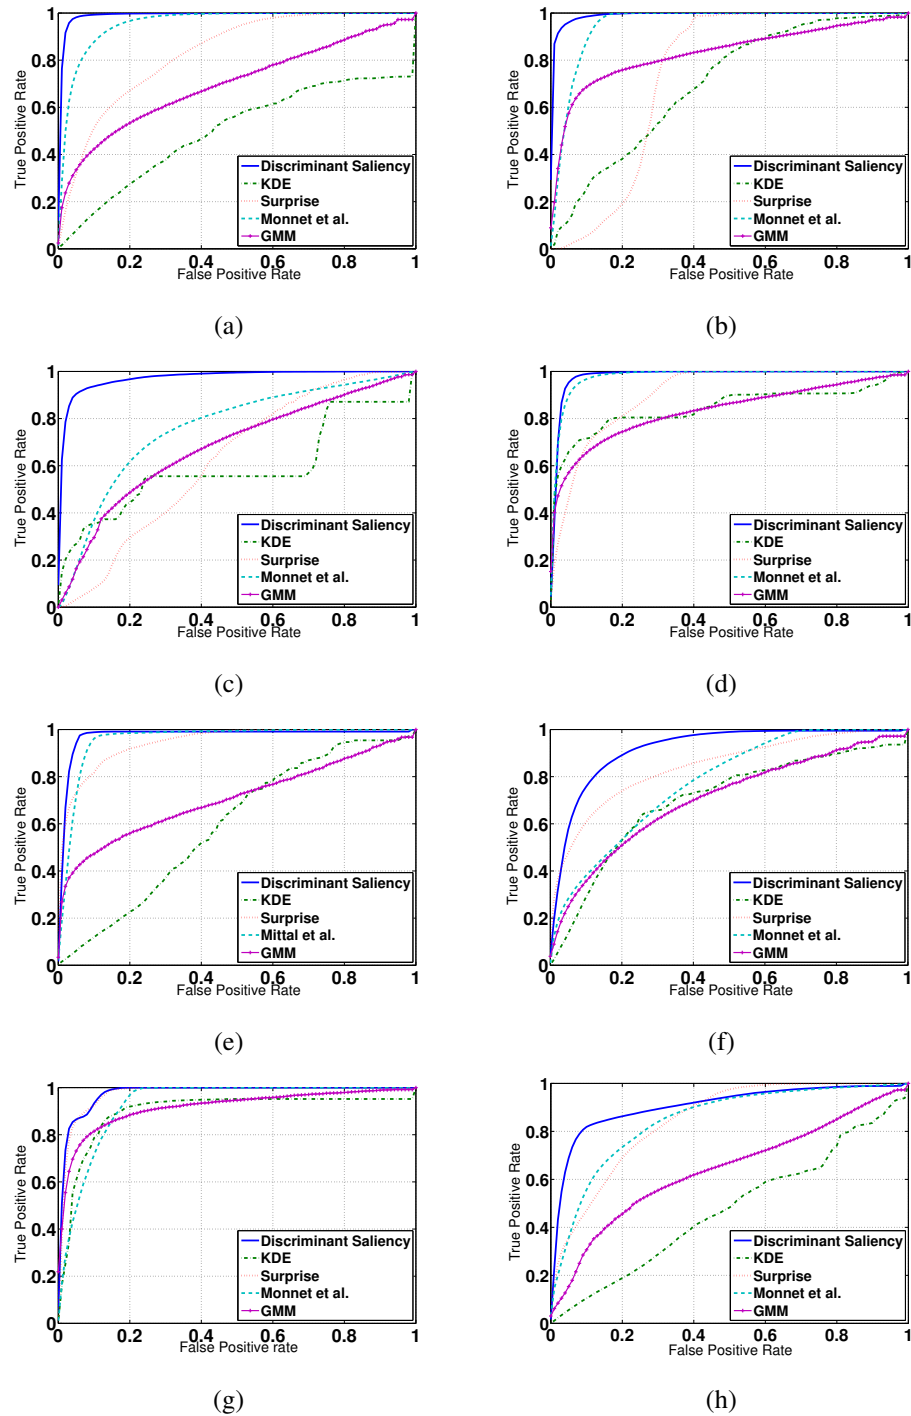 1
0.8
0.6
0.4
0.2
0
True Positive Rate
0 0.2 0.4 0.6 0.8 1
False Positive Rate
Discriminant Saliency
KDE
Surprise
Monnet et al.
GMM
(a)
1
0.8
0.6
0.4
0.2
0
True Positive Rate
0 0.2 0.4 0.6 0.8 1
False Positive Rate
Discriminant Saliency
KDE
Surprise
Monnet et al.
GMM
(b)
1
0.8
0.6
0.4
0.2
0
True Positive Rate
0 0.2 0.4 0.6 0.8 1
False Positive Rate
Discriminant Saliency
KDE
Surprise
Monnet et al.
GMM
(c)
1
0.8
0.6
0.4
0.2
0
True Positive Rate
0 0.2 0.4 0.6 0.8 1
False Positive Rate
Discriminant Saliency
KDE
Surprise
Monnet et al.
GMM
(d)
1
0.8
0.6
0.4
0.2
0
True Positive Rate
0 0.2 0.4 0.6 0.8 1
False Positive Rate
Discriminant Saliency
KDE
Surprise
Mittal et al.
GMM
(e)
1
0.8
0.6
0.4
0.2
0
True Positive Rate
0 0.2 0.4 0.6 0.8 1
False Positive Rate
Discriminant Saliency
KDE
Surprise
Monnet et al.
GMM
(f)
1
0.8
0.6
0.4
0.2
0
True Positive Rate
0 0.2 0.4 0.6 0.8 1
False Positive rate
Discriminant Saliency
KDE
Surprise
Monnet et al.
GMM
(g)
1
0.8
0.6
0.4
0.2
0
True Positive Rate
0 0.2 0.4 0.6 0.8 1
False Positive Rate
Discriminant Saliency
KDE
Surprise
Monnet et al.
GMM
(h)